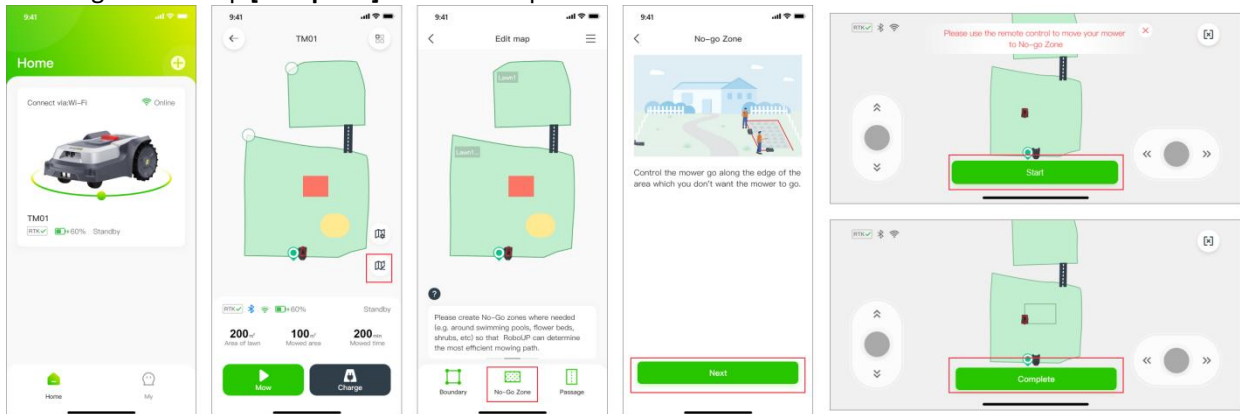 9:41
Home
Connect via:Wi-Fi
Online
TM01
RTK
60%
Standby
Home
My
9:41
TM01
RTK
60%
Standby
200 m²
100 m²
200 min
Area of lawn
Mowed area
Mowed time
Mow
Charge
9:41
Edit map
Lawn1
Lawn1...
?
Please create No-Go zones where needed
(e.g. around swimming pools, flower beds,
shrubs, etc) so that RoboUP can determine
the most efficient mowing path.
Boundary
No-Go Zone
Passage
9:41
No-go Zone
Control the mower go along the edge of the
area which you don't want the mower to go.
Next
RTK
Please use the remote control to move your mower
to No-go Zone
Start
RTK
Complete